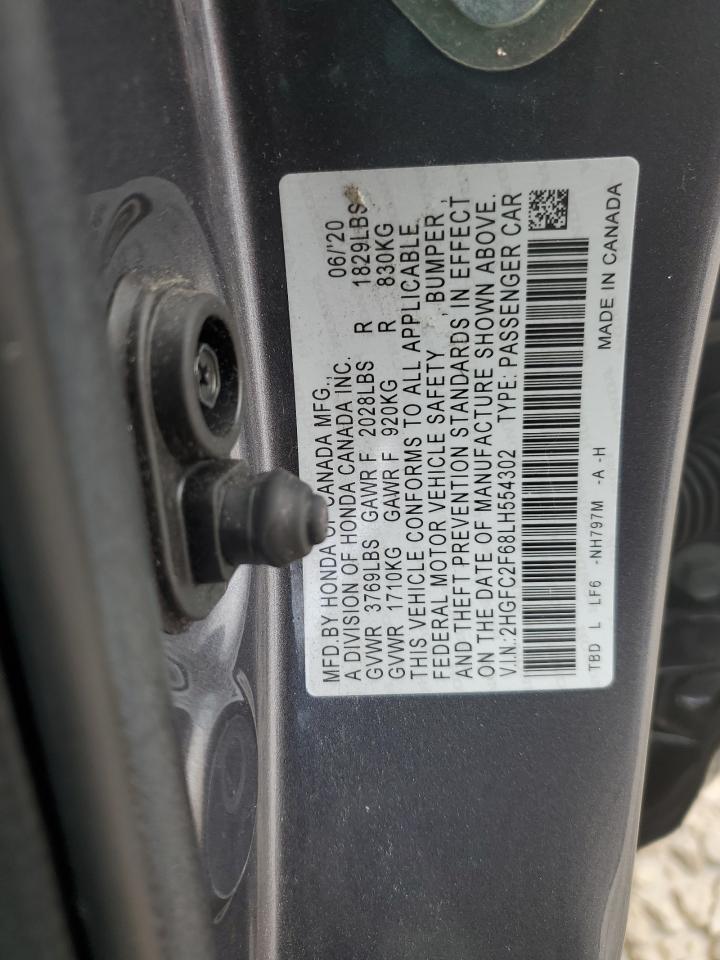 MFD.BY HONDA CANADA MFG., 06/'20
A DIVISION OF HONDA CANADA INC.
GVWR 3769LBS GAWR F 2028LBS R 1829LBS
GVWR 1710KG GAWR F 920KG R 830KG
THIS VEHICLE CONFORMS TO ALL APPLICABLE
FEDERAL MOTOR VEHICLE SAFETY , BUMPER ,
AND THEFT PREVENTION STANDARDS IN EFFECT
ON THE DATE OF MANUFACTURE SHOWN ABOVE.
V.I.N.:2HGFC2F68LH554302 TYPE: PASSENGER CAR
TBD L LF6 -NH797M -A -H MADE IN CANADA